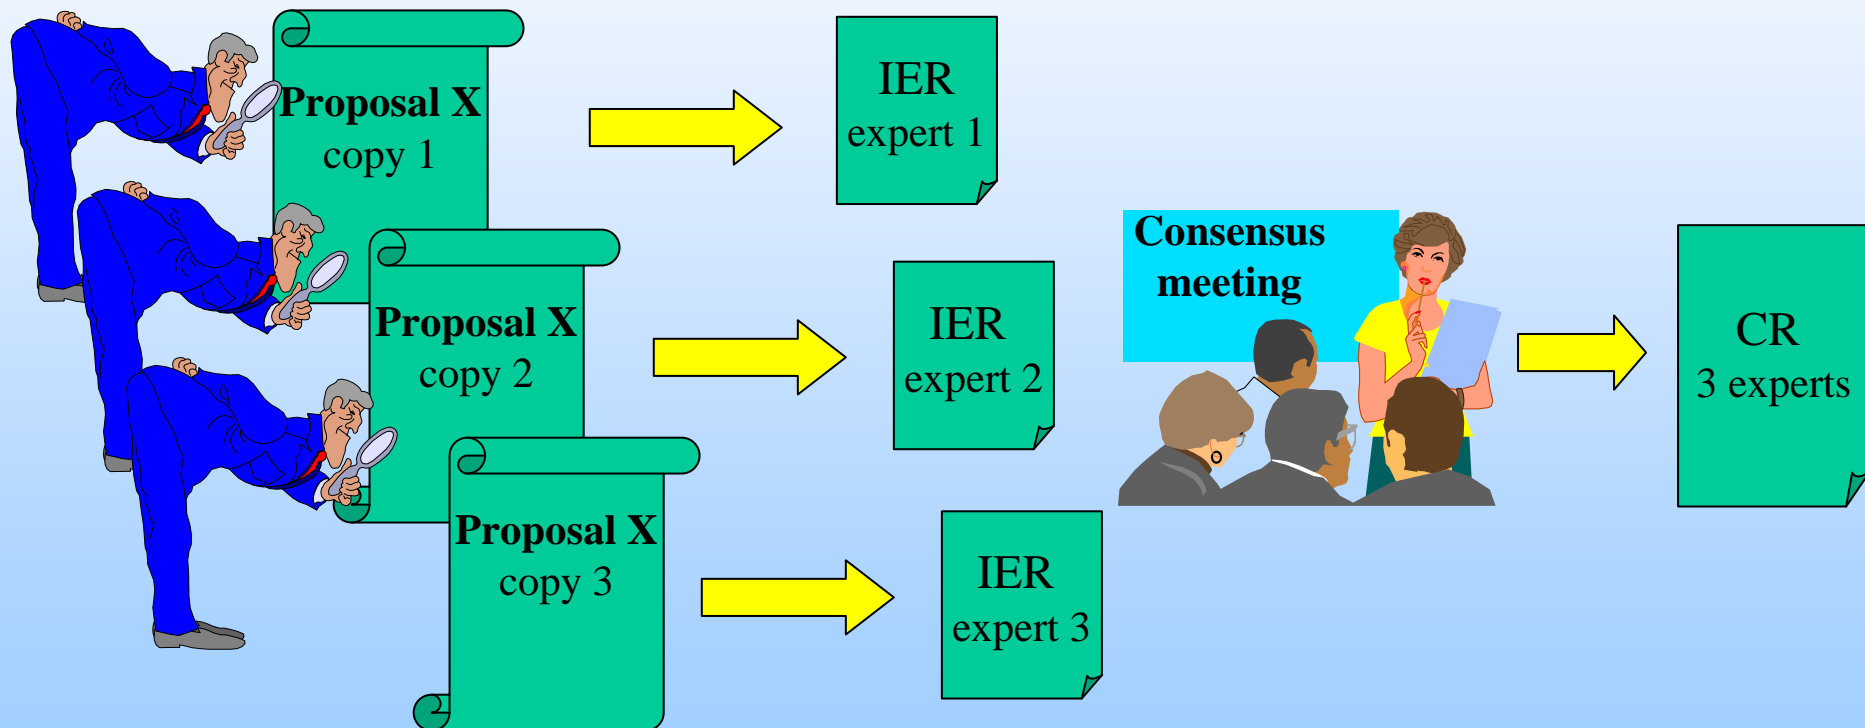 Proposal X
copy 1
IER
expert 1
Proposal X
copy 2
IER
expert 2
Proposal X
copy 3
IER
expert 3
Consensus
meeting
CR
3 experts